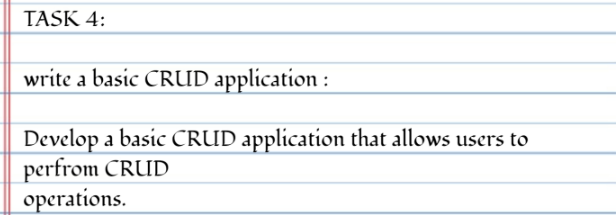 TASK 4:
write a basic CRUD application :
Develop a basic CRUD application that allows users to
perfrom CRUD
operations.